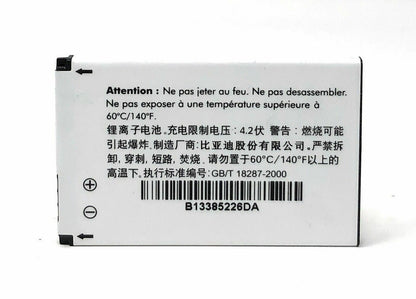 Attention : Ne pas jeter au feu. Ne pas desassembler.
Ne pas exposer à une température supérieure à
60°C/140°F.
锂离子电池。充电限制电压：4.2伏 警告：燃烧可能
引起爆炸. 制造厂商：比亚迪股份有限公司. 严禁拆
卸，穿刺，短路，焚烧。请勿置于60°C/140°F以上的
高温下。执行标准号：GB/T 18287-2000
B13385226DA